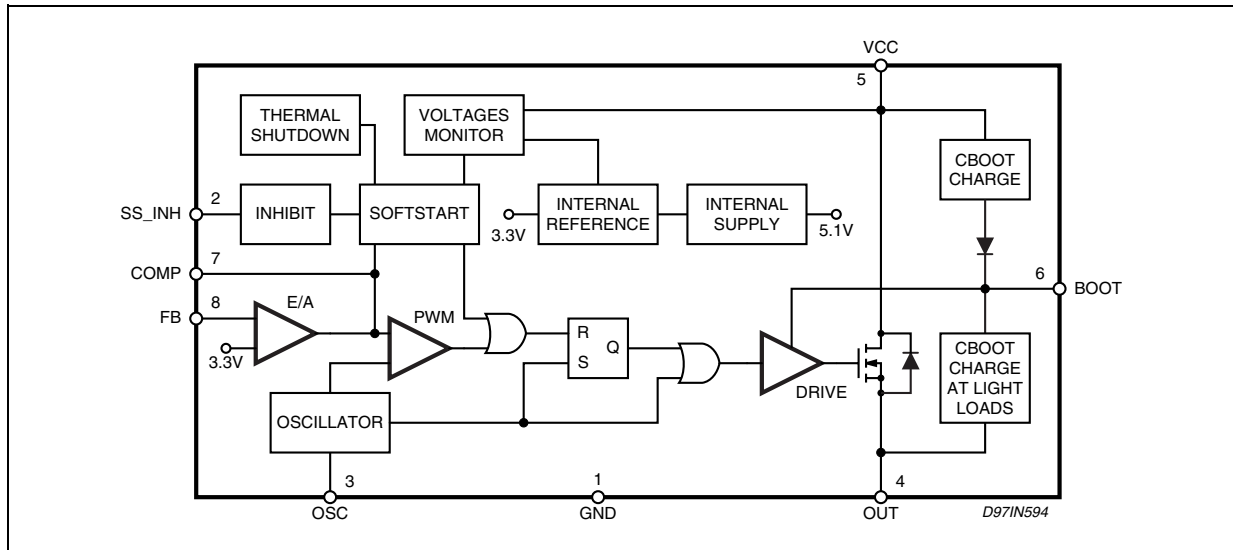 VCC
5
THERMAL
SHUTDOWN
VOLTAGES
MONITOR
CBOOT
CHARGE
2
SS_INH
INHIBIT
SOFTSTART
3.3V
INTERNAL
REFERENCE
INTERNAL
SUPPLY
5.1V
7
COMP
6
BOOT
8
FB
E/A
3.3V
PWM
R
S
Q
DRIVE
CBOOT
CHARGE
AT LIGHT
LOADS
OSCILLATOR
3
OSC
1
GND
4
OUT
D97IN594